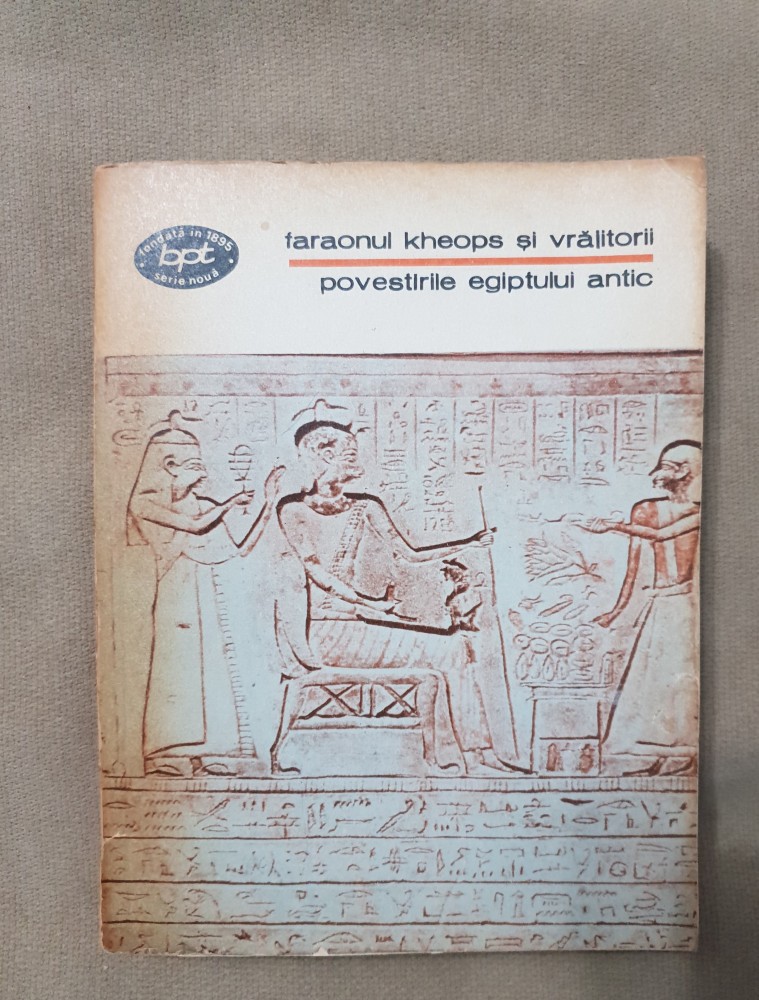 fondată în 1895
bpt
serie nouă
faraonul kheops și vrăjitorii
povestirile egiptului antic